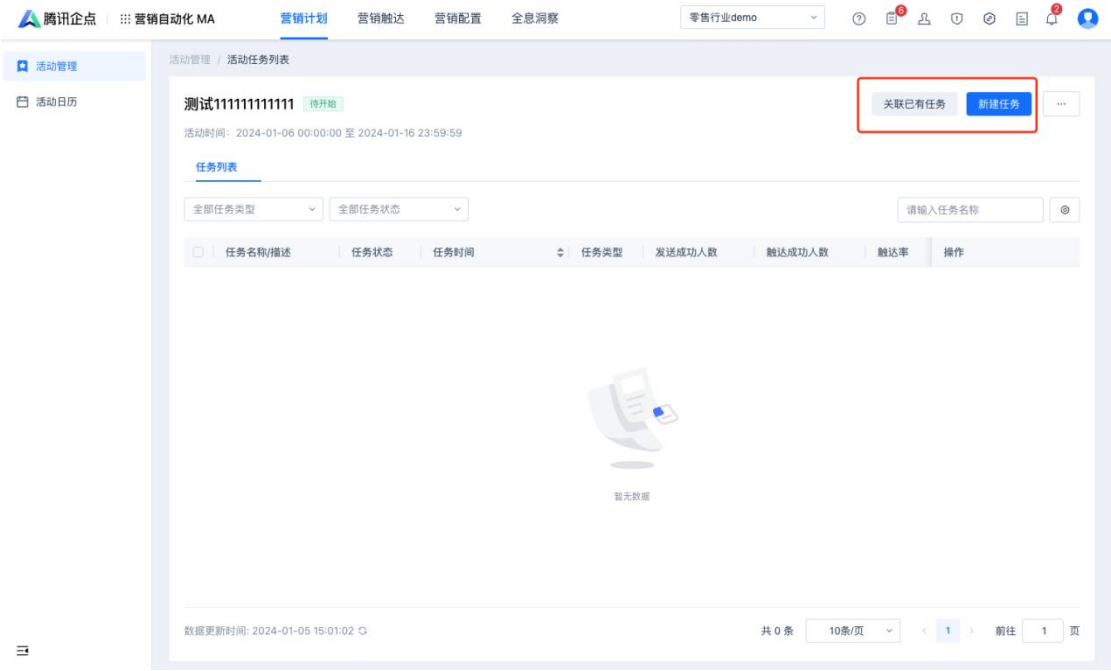 腾讯企点 营销自动化 MA 营销计划 营销触达 营销配置 全息洞察 零售行业demo 6 2
活动管理
活动日历
活动管理 / 活动任务列表
测试111111111111 待开始 关联已有任务 新建任务 ...
活动时间: 2024-01-06 00:00:00 至 2024-01-16 23:59:59
任务列表
全部任务类型 全部任务状态 请输入任务名称
任务名称/描述 任务状态 任务时间 任务类型 发送成功人数 触达成功人数 触达率 操作
暂无数据
数据更新时间: 2024-01-05 15:01:02 共 0 条 10条/页 1 前往 1 页